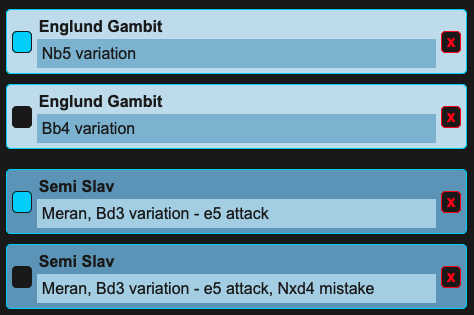 Englund Gambit
Nb5 variation
x
Englund Gambit
Bb4 variation
x
Semi Slav
Meran, Bd3 variation - e5 attack
x
Semi Slav
Meran, Bd3 variation - e5 attack, Nxd4 mistake
x